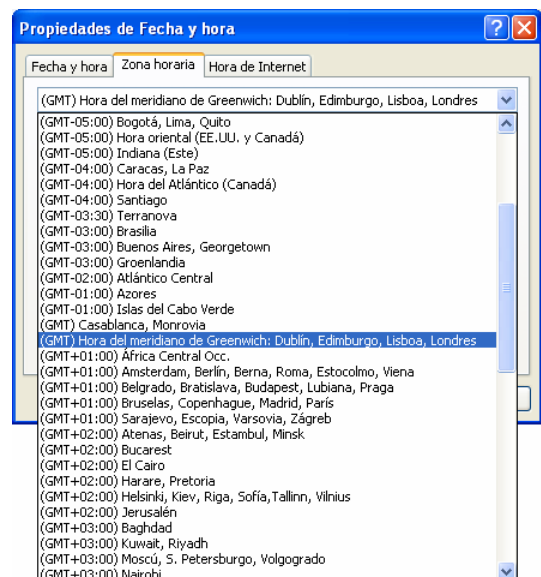 Propiedades de Fecha y hora
Fecha y hora
Zona horaria
Hora de Internet
(GMT) Hora del meridiano de Greenwich: Dublín, Edimburgo, Lisboa, Londres
(GMT-05:00) Bogotá, Lima, Quito
(GMT-05:00) Hora oriental (EE.UU. y Canadá)
(GMT-05:00) Indiana (Este)
(GMT-04:00) Caracas, La Paz
(GMT-04:00) Hora del Atlántico (Canadá)
(GMT-04:00) Santiago
(GMT-03:30) Terranova
(GMT-03:00) Brasilia
(GMT-03:00) Buenos Aires, Georgetown
(GMT-03:00) Groenlandia
(GMT-02:00) Atlántico Central
(GMT-01:00) Azores
(GMT-01:00) Islas del Cabo Verde
(GMT) Casablanca, Monrovia
(GMT) Hora del meridiano de Greenwich: Dublín, Edimburgo, Lisboa, Londres
(GMT+01:00) África Central Occ.
(GMT+01:00) Amsterdam, Berlín, Berna, Roma, Estocolmo, Viena
(GMT+01:00) Belgrado, Bratislava, Budapest, Lubiana, Praga
(GMT+01:00) Bruselas, Copenhague, Madrid, París
(GMT+01:00) Sarajevo, Escopia, Varsovia, Zágreb
(GMT+02:00) Atenas, Beirut, Estambul, Minsk
(GMT+02:00) Bucarest
(GMT+02:00) El Cairo
(GMT+02:00) Harare, Pretoria
(GMT+02:00) Helsinki, Kiev, Riga, Sofía,Tallinn, Vilnius
(GMT+02:00) Jerusalén
(GMT+03:00) Baghdad
(GMT+03:00) Kuwait, Riyadh
(GMT+03:00) Moscú, S. Petersburgo, Volgogrado
(GMT+03:00) Nairobi